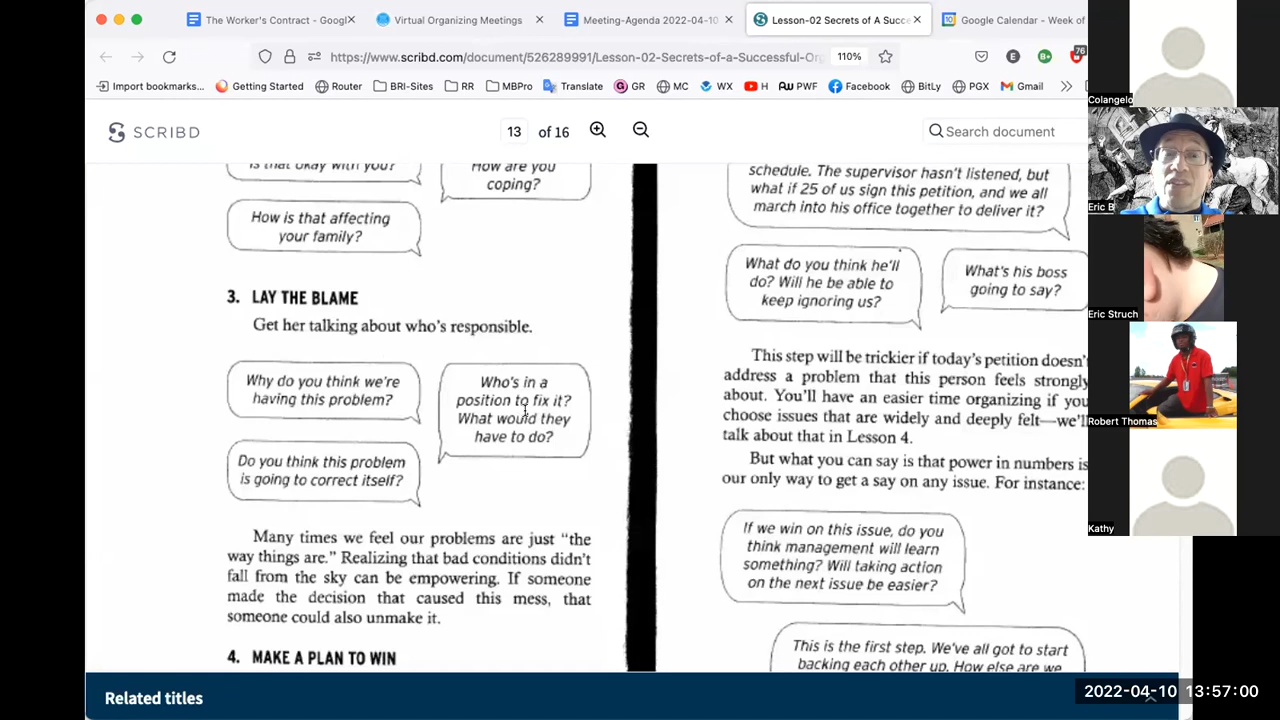 The Worker's Contract - Googl
Virtual Organizing Meetings
Meeting-Agenda 2022-04-10
Lesson-02 Secrets of A Succe
Google Calendar - Week of
https://www.scribd.com/document/526289991/Lesson-02-Secrets-of-a-Successful-Or
110%
E
B+
76
Import bookmarks...
Getting Started
Router
BRI-Sites
RR
MBPro
Translate
GR
MC
WX
H
PWF
Facebook
BitLy
PGX
Gmail
SCRIBD
13 of 16
Search document
Is that okay with you?
How are you
coping?
How is that affecting
your family?
3. LAY THE BLAME
Get her talking about who's responsible.
Why do you think we're
having this problem?
Who's in a
position to fix it?
What would they
have to do?
Do you think this problem
is going to correct itself?
Many times we feel our problems are just "the
way things are." Realizing that bad conditions didn't
fall from the sky can be empowering. If someone
made the decision that caused this mess, that
someone could also unmake it.
4. MAKE A PLAN TO WIN
schedule. The supervisor hasn't listened, but
what if 25 of us sign this petition, and we all
march into his office together to deliver it?
What do you think he'll
do? Will he be able to
keep ignoring us?
What's his boss
going to say?
This step will be trickier if today's petition doesn'
address a problem that this person feels strongly
about. You'll have an easier time organizing if you
choose issues that are widely and deeply felt—we'll
talk about that in Lesson 4.
But what you can say is that power in numbers is
our only way to get a say on any issue. For instance:
If we win on this issue, do you
think management will learn
something? Will taking action
on the next issue be easier?
This is the first step. We've all got to start
backing each other up. How else are we
Related titles
Colangelo
Eric B
Eric Struch
Robert Thomas
Kathy
2022-04-10 13:57:00